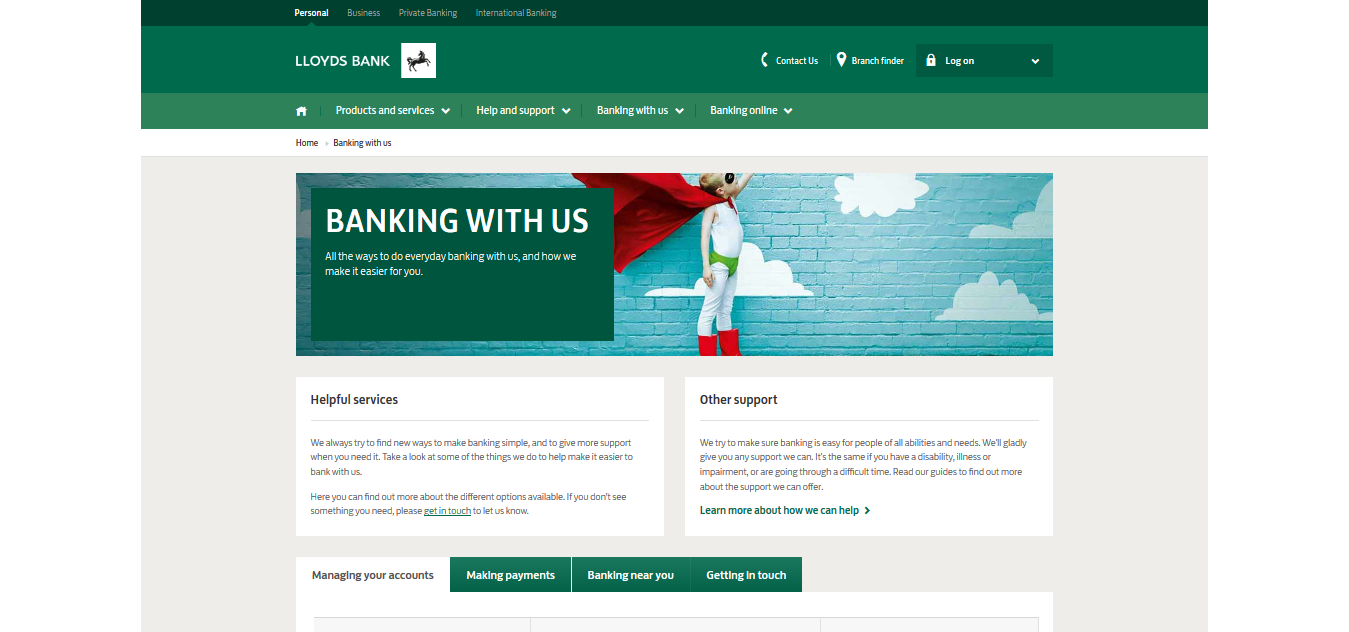 Personal Business Private Banking International Banking
LLOYDS BANK
Contact Us Branch finder Log on
Products and services Help and support Banking with us Banking online
Home Banking with us
BANKING WITH US
All the ways to do everyday banking with us, and how we
make it easier for you.
Helpful services
We always try to find new ways to make banking simple, and to give more support
when you need it. Take a look at some of the things we do to help make it easier to
bank with us.
Here you can find out more about the different options available. If you don't see
something you need, please get in touch to let us know.
Other support
We try to make sure banking is easy for people of all abilities and needs. We'll gladly
give you any support we can. It's the same if you have a disability, illness or
impairment, or are going through a difficult time. Read our guides to find out more
about the support we can offer.
Learn more about how we can help
Managing your accounts Making payments Banking near you Getting in touch